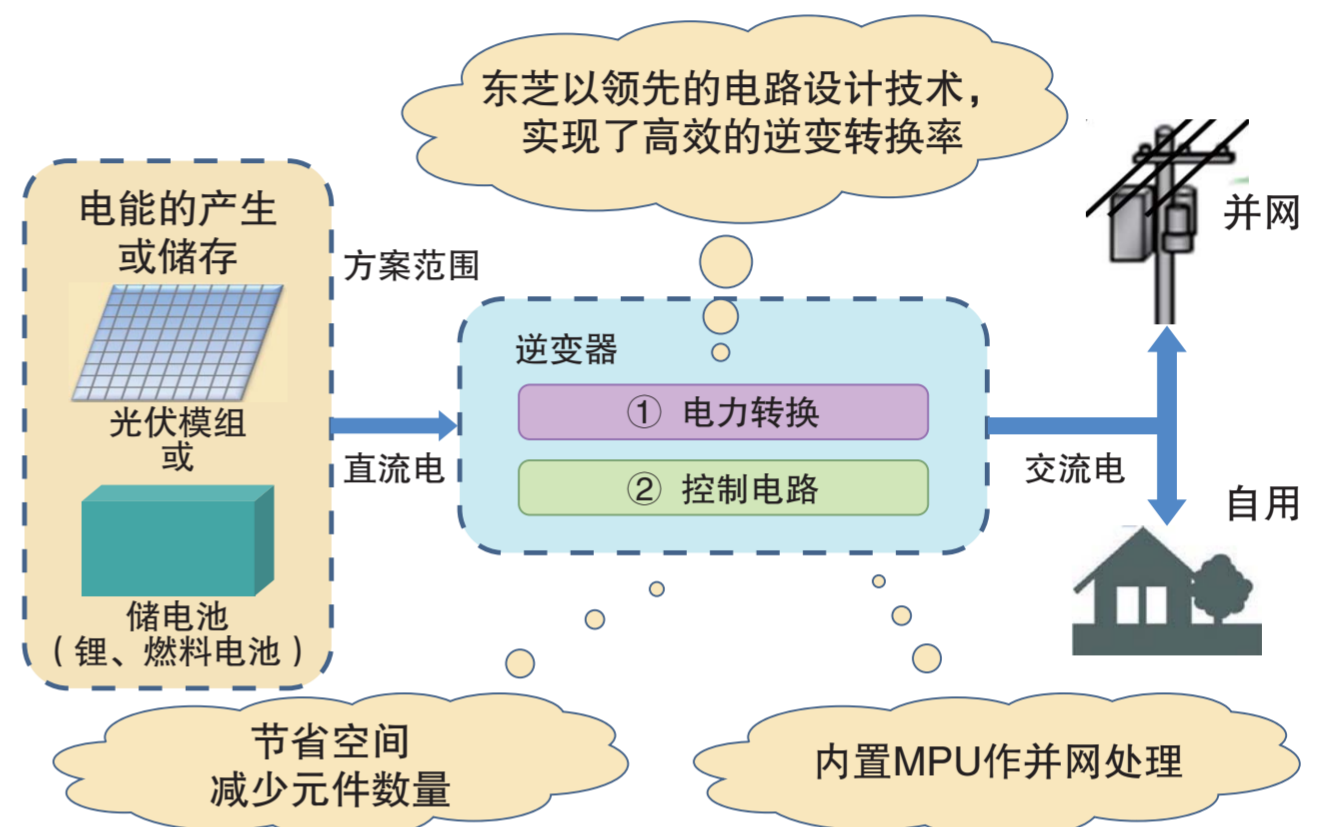 东芝以领先的电路设计技术，
实现了高效的逆变转换率
电能的产生
或储存
光伏模组
或
储电池
（锂、燃料电池）
方案范围
直流电
逆变器
① 电力转换
② 控制电路
交流电
并网
自用
节省空间
减少元件数量
内置MPU作并网处理